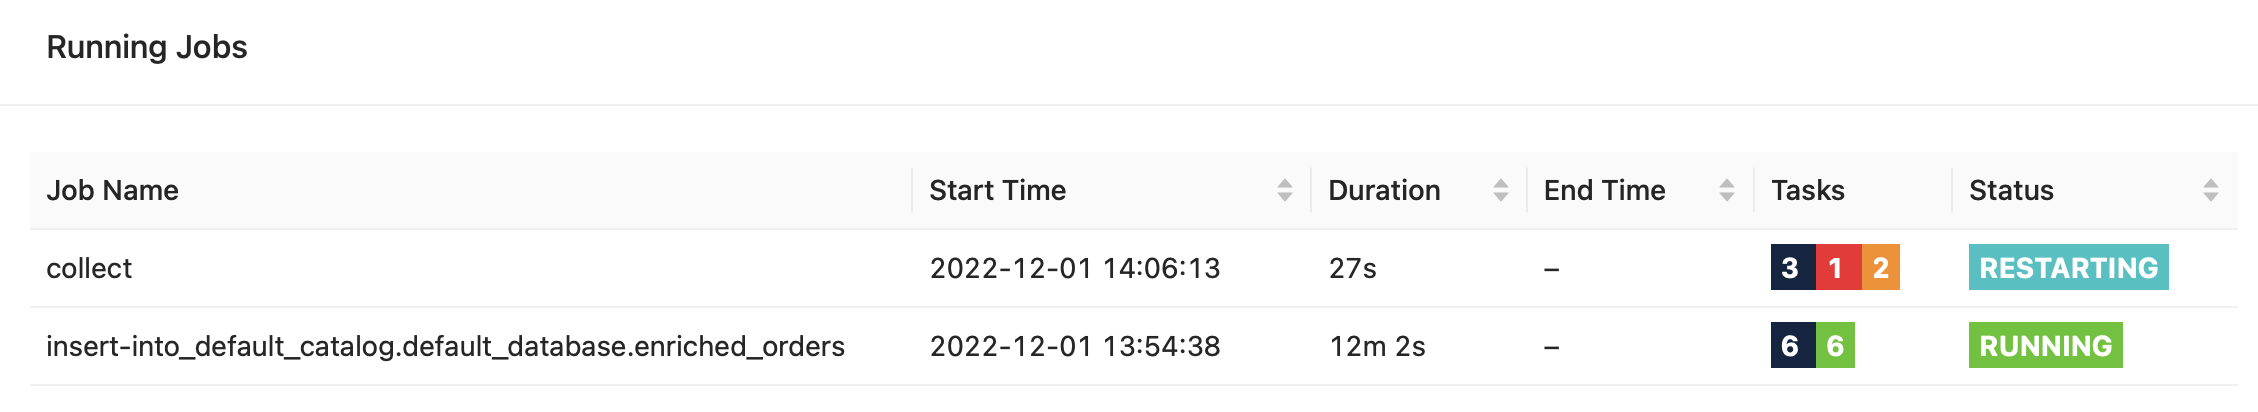 Running Jobs
Job Name Start Time Duration End Time Tasks Status
collect 2022-12-01 14:06:13 27s – 3 1 2 RESTARTING
insert-into_default_catalog.default_database.enriched_orders 2022-12-01 13:54:38 12m 2s – 6 6 RUNNING